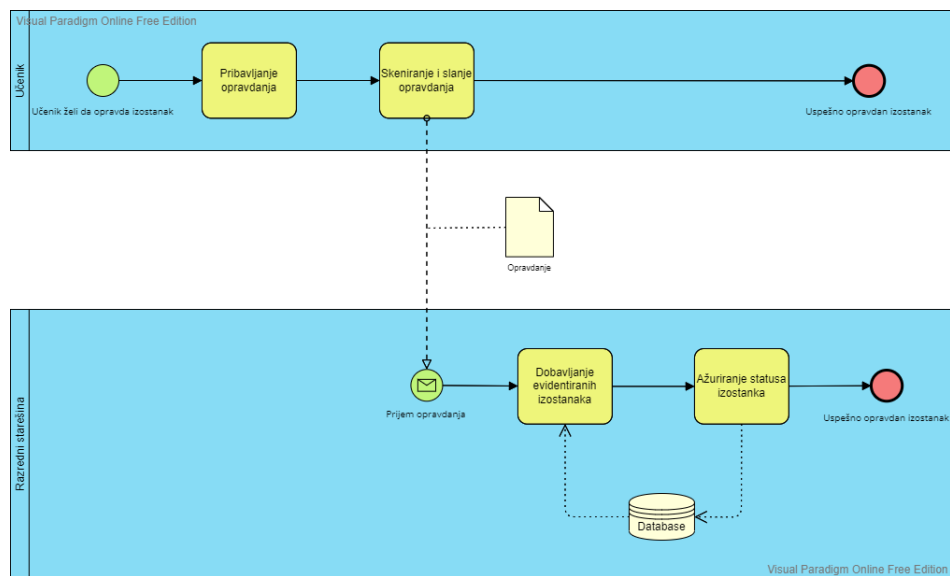 Visual Paradigm Online Free Edition
Učenik
Učenik želi da opravda izostanak
Pribavljanje
opravdanja
Skeniranje i slanje
opravdanja
Uspešno opravdan izostanak
Opravdanje
Razredni starešina
Prijem opravdanja
Dobavljanje
evidentiranih
izostanaka
Ažuriranje statusa
izostanka
Uspešno opravdan izostanak
Database
Visual Paradigm Online Free Edition